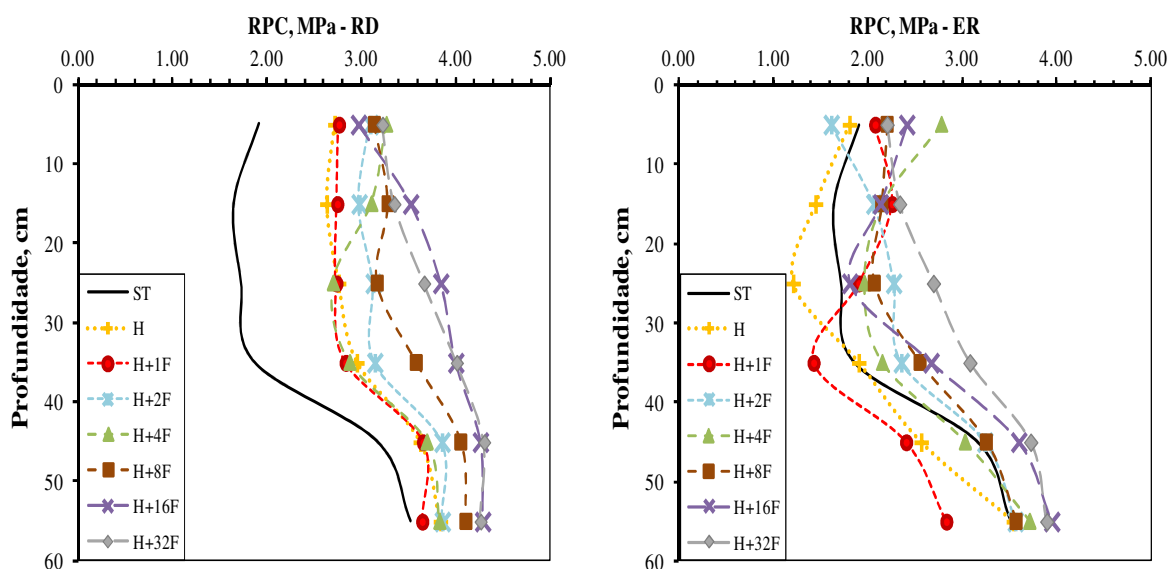 RPC, MPa - RD
0.00 1.00 2.00 3.00 4.00 5.00
0
10
20
30
40
50
60
Profundidade, cm
ST
H
H+1F
H+2F
H+4F
H+8F
H+16F
H+32F
RPC, MPa - ER
0.00 1.00 2.00 3.00 4.00 5.00
0
10
20
30
40
50
60
Profundidade, cm
ST
H
H+1F
H+2F
H+4F
H+8F
H+16F
H+32F